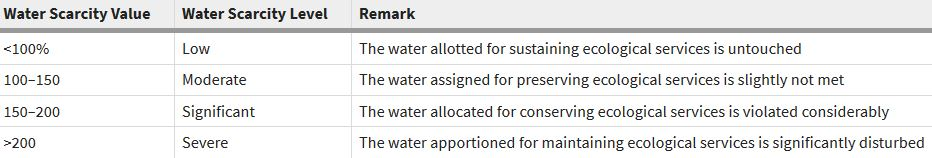 Water Scarcity Value Water Scarcity Level Remark
<100% Low The water allotted for sustaining ecological services is untouched
100–150 Moderate The water assigned for preserving ecological services is slightly not met
150–200 Significant The water allocated for conserving ecological services is violated considerably
>200 Severe The water apportioned for maintaining ecological services is significantly disturbed